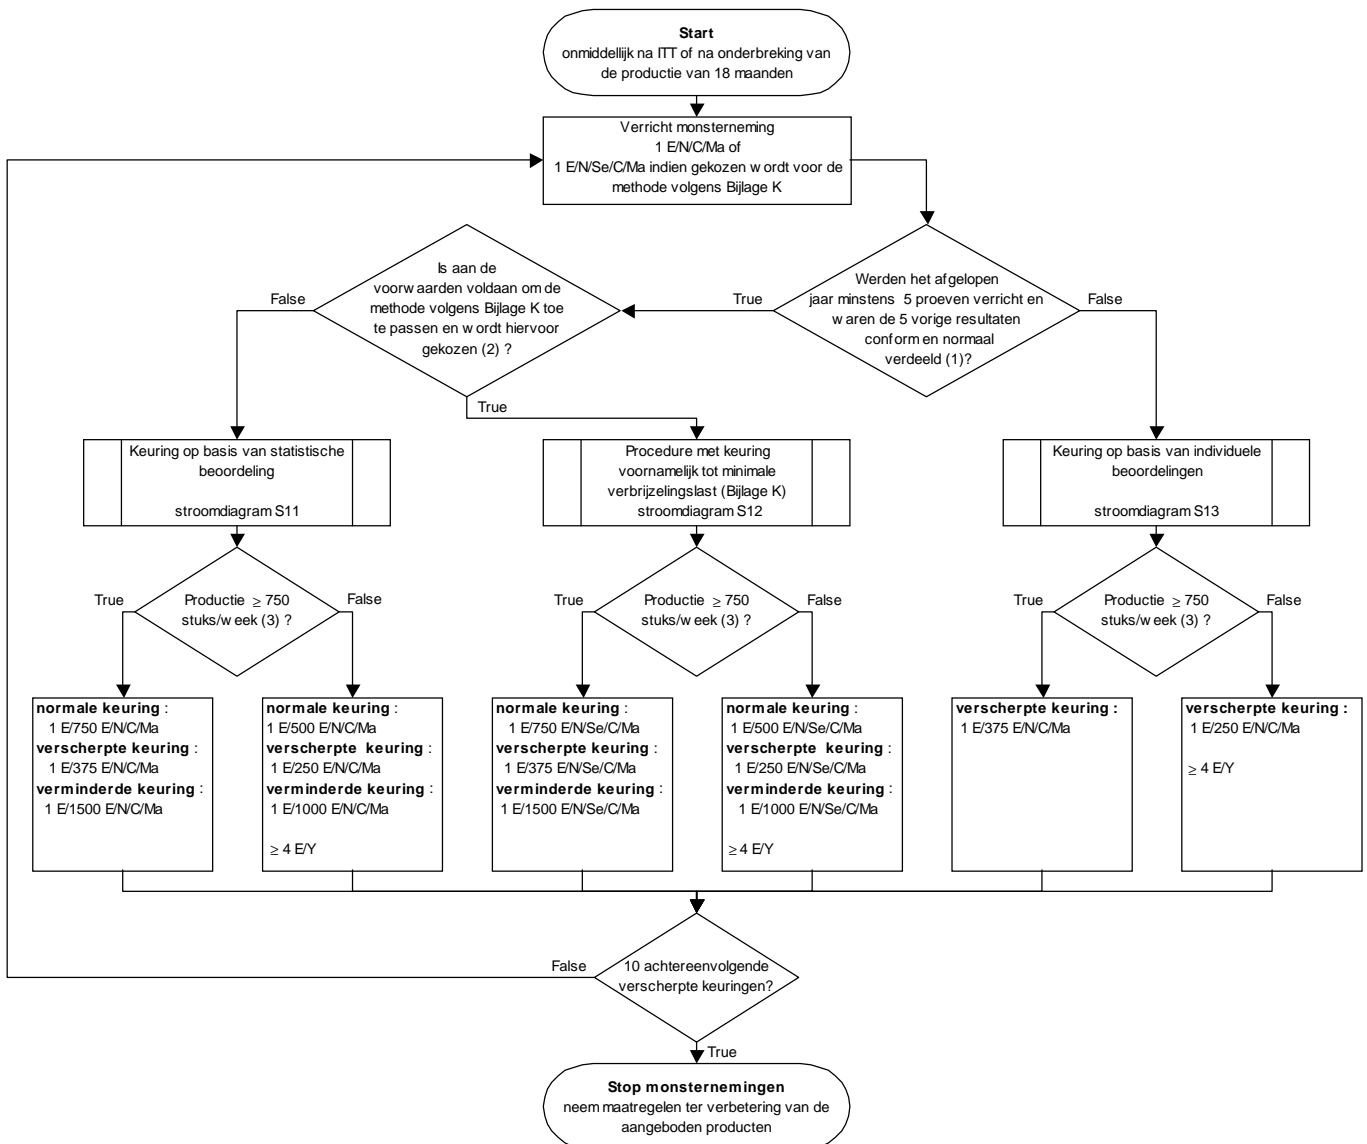 Start
onmiddellijk na ITT of na onderbreking van
de productie van 18 maanden
Verricht monsterneming
1 E/N/C/Ma of
1 E/N/Se/C/Ma indien gekozen wordt voor de
methode volgens Bijlage K
Is aan de
voorwaarden voldaan om de
methode volgens Bijlage K toe
te passen en wordt hiervoor
gekozen (2) ?
False
True
Werden het afgelopen
jaar minstens 5 proeven verricht en
waren de 5 vorige resultaten
conform en normaal
verdeeld (1)?
True
False
Keuring op basis van statistische
beoordeling
stroomdiagram S11
Procedure met keuring
voornamelijk tot minimale
verbrijzelingslast (Bijlage K)
stroomdiagram S12
Keuring op basis van individuele
beoordelingen
stroomdiagram S13
True
Productie ≥ 750
stuks/week (3) ?
False
True
Productie ≥ 750
stuks/week (3) ?
False
True
Productie ≥ 750
stuks/week (3) ?
False
normale keuring :
1 E/750 E/N/C/Ma
verscherpte keuring :
1 E/375 E/N/C/Ma
verminderde keuring :
1 E/1500 E/N/C/Ma
normale keuring :
1 E/500 E/N/C/Ma
verscherpte keuring :
1 E/250 E/N/C/Ma
verminderde keuring :
1 E/1000 E/N/C/Ma
≥ 4 E/Y
normale keuring :
1 E/750 E/N/Se/C/Ma
verscherpte keuring :
1 E/375 E/N/Se/C/Ma
verminderde keuring :
1 E/1500 E/N/Se/C/Ma
normale keuring :
1 E/500 E/N/Se/C/Ma
verscherpte keuring :
1 E/250 E/N/Se/C/Ma
verminderde keuring :
1 E/1000 E/N/Se/C/Ma
≥ 4 E/Y
verscherpte keuring :
1 E/375 E/N/C/Ma
verscherpte keuring :
1 E/250 E/N/C/Ma
≥ 4 E/Y
False
10 achtereenvolgende
verscherpte keuringen?
True
Stop monsternemingen
neem maatregelen ter verbetering van de
aangeboden producten